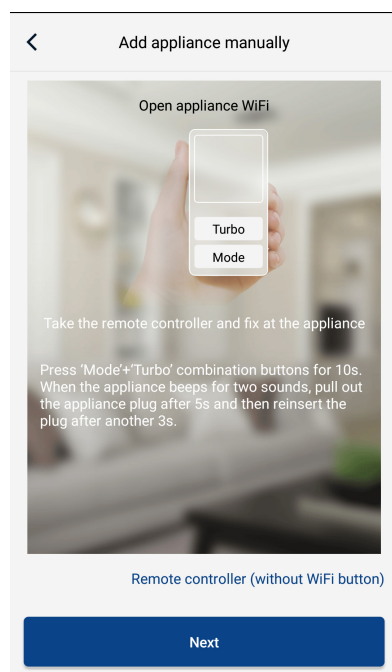 Add appliance manually
Open appliance WiFi
Turbo
Mode
Take the remote controller and fix at the appliance
Press 'Mode'+'Turbo' combination buttons for 10s.
When the appliance beeps for two sounds, pull out
the appliance plug after 5s and then reinsert the
plug after another 3s.
Remote controller (without WiFi button)
Next